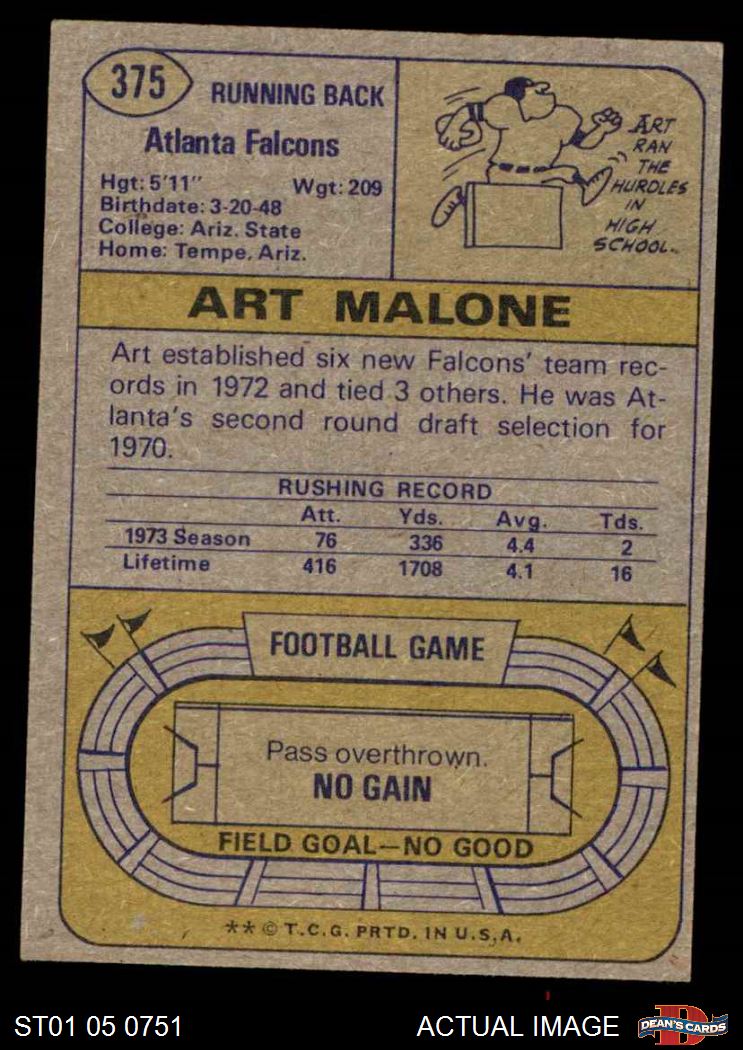 375
RUNNING BACK
Atlanta Falcons
Hgt: 5'11" Wgt: 209
Birthdate: 3-20-48
College: Ariz. State
Home: Tempe, Ariz.
ART
RAN
THE
HURDLES
IN
HIGH
SCHOOL.
ART MALONE
Art established six new Falcons' team rec-
ords in 1972 and tied 3 others. He was At-
lanta's second round draft selection for
1970.
RUSHING RECORD
Att. Yds. Avg. Tds.
1973 Season 76 336 4.4 2
Lifetime 416 1708 4.1 16
FOOTBALL GAME
Pass overthrown.
NO GAIN
FIELD GOAL—NO GOOD
** © T.C.G. PRTD. IN U.S.A.
ST01 05 0751 ACTUAL IMAGE
D
DEAN'S CARDS